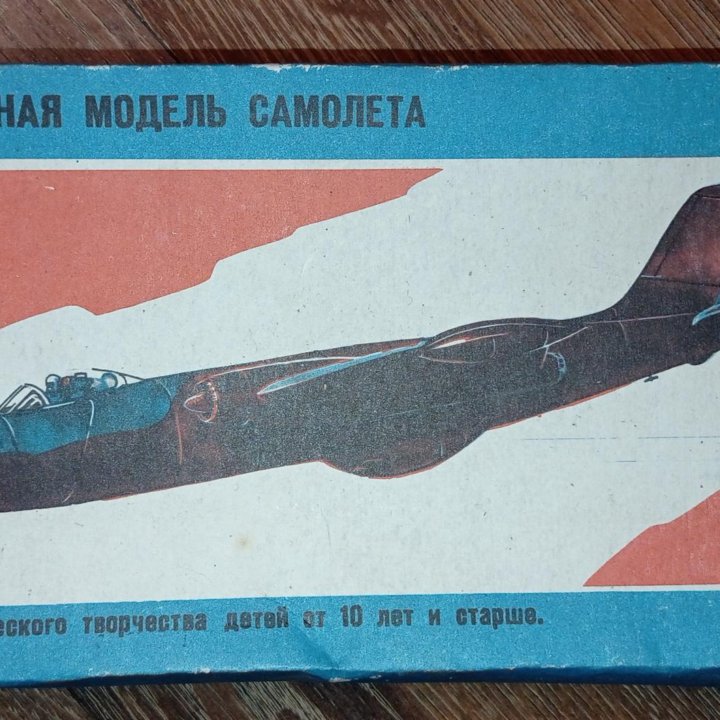 НАЯ МОДЕЛЬ САМОЛЕТА
еского творчества детей от 10 лет и старше.